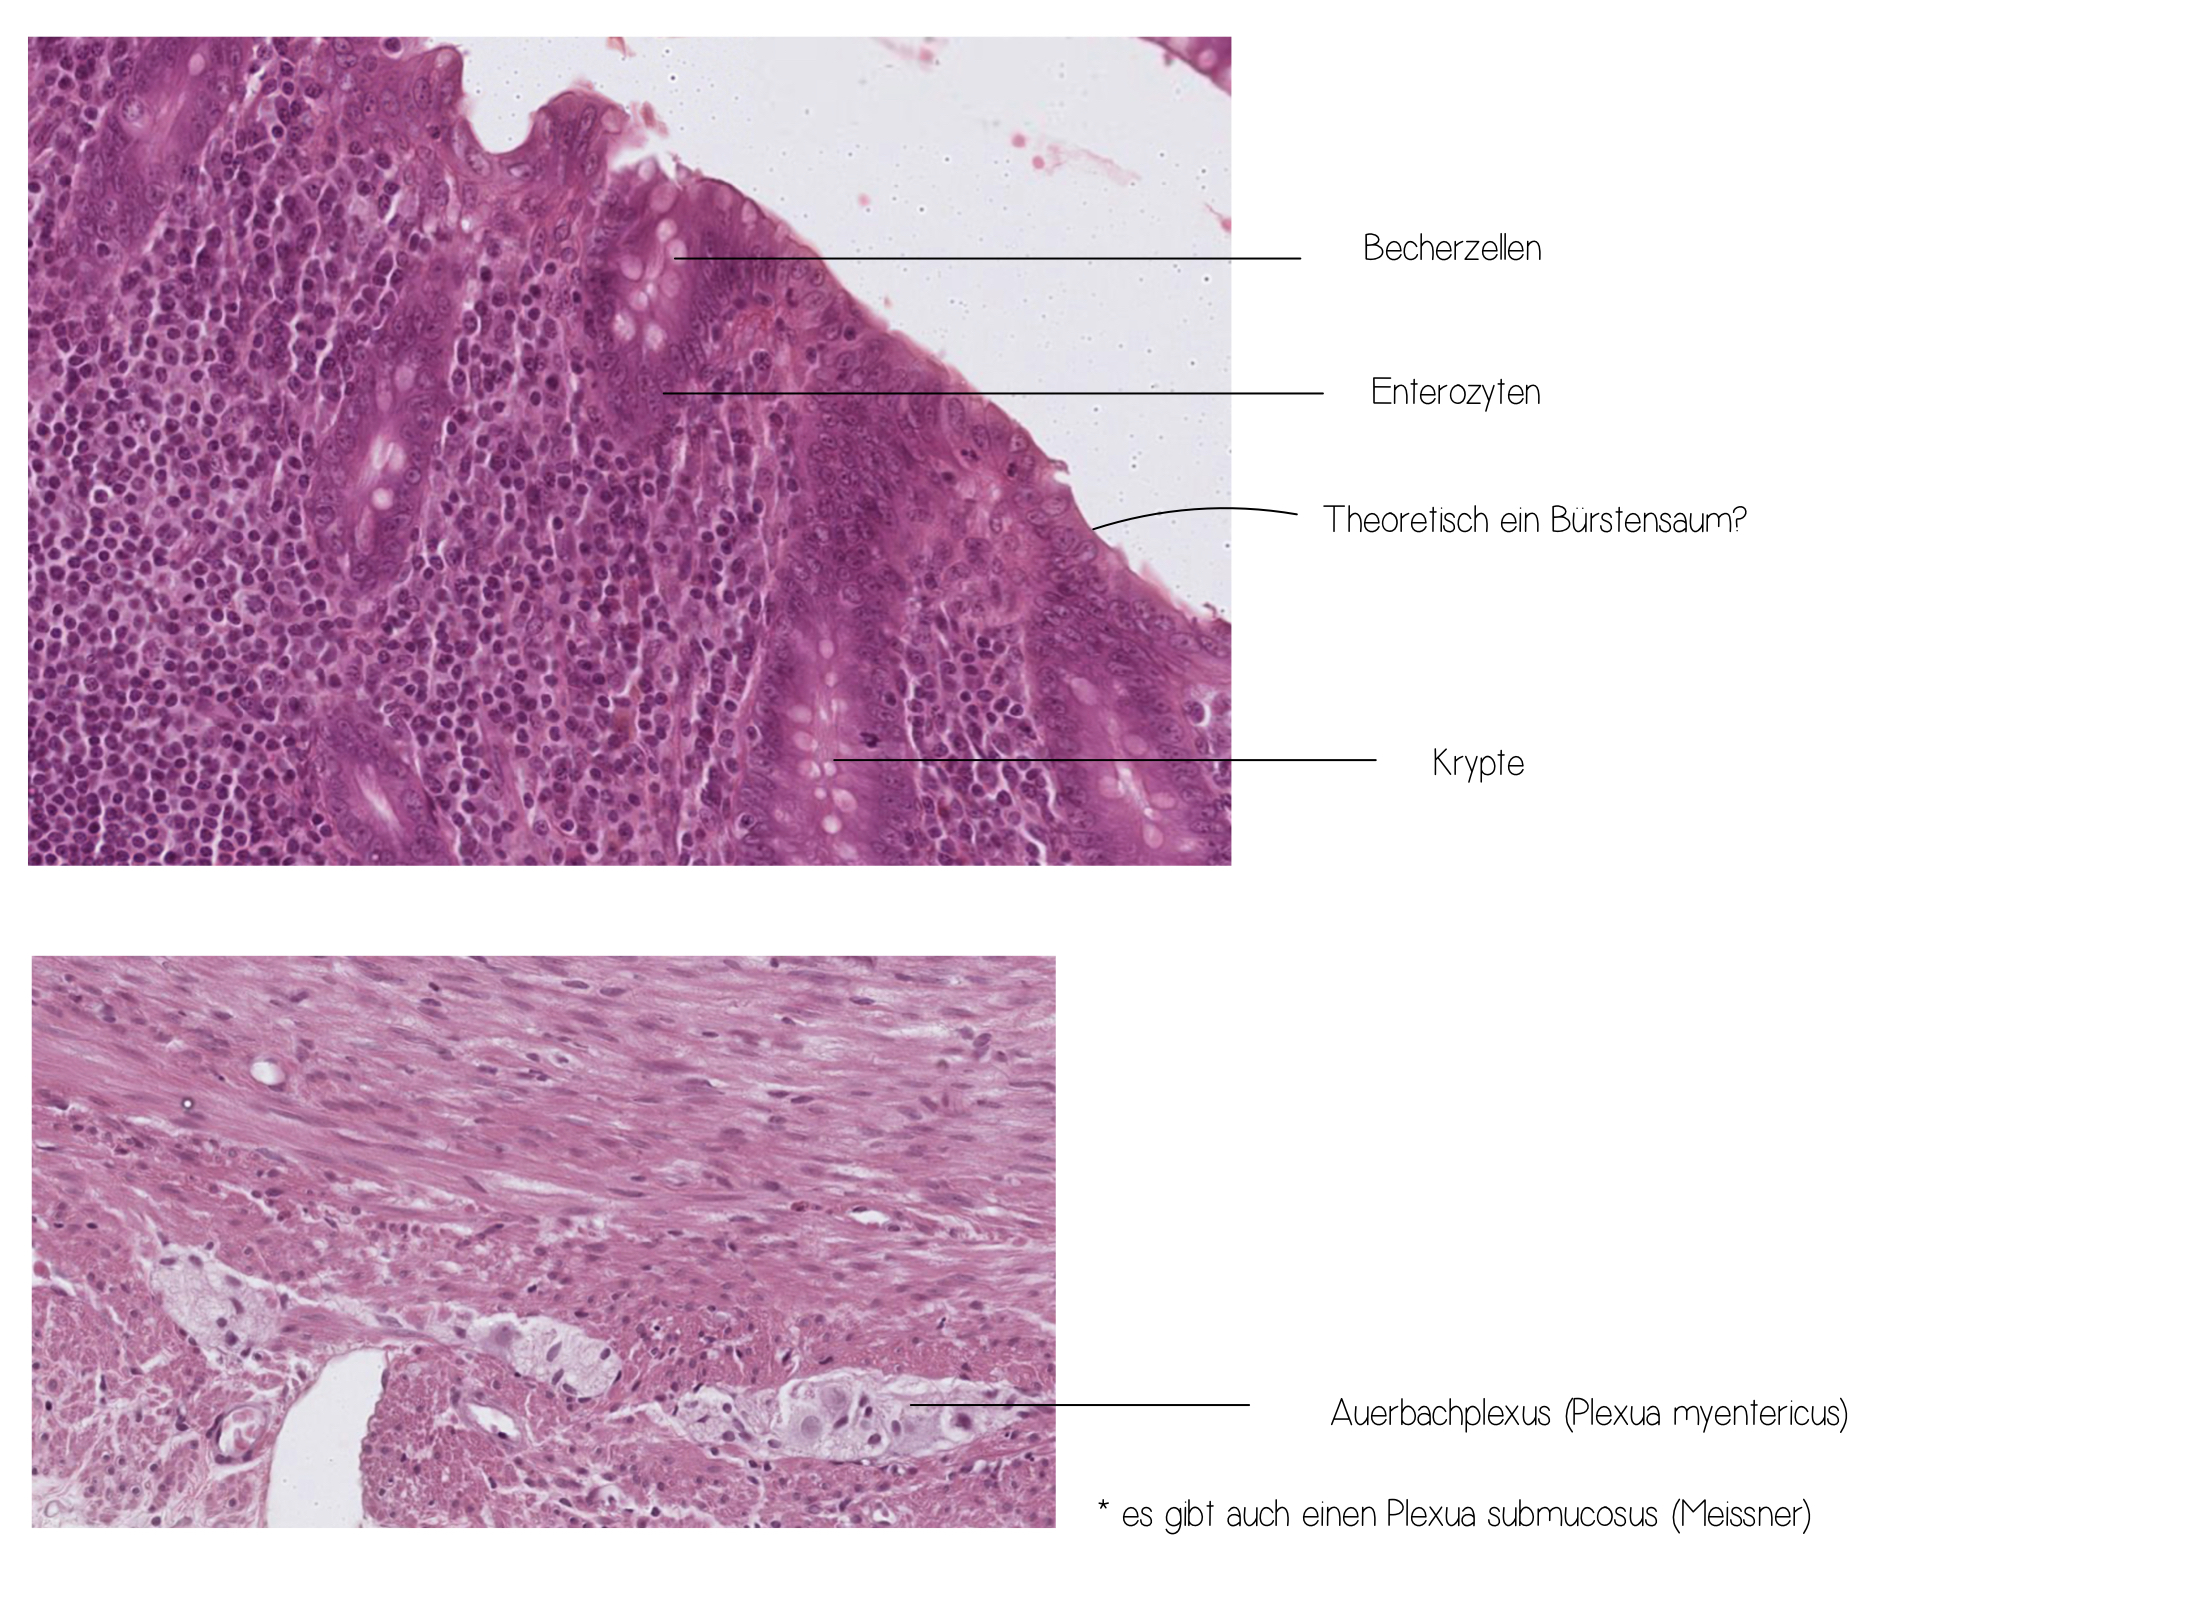 Becherzellen
Enterozyten
Theoretisch ein Bürstensaum?
Krypte
Auerbachplexus (Plexua myentericus)
* es gibt auch einen Plexua submucosus (Meissner)